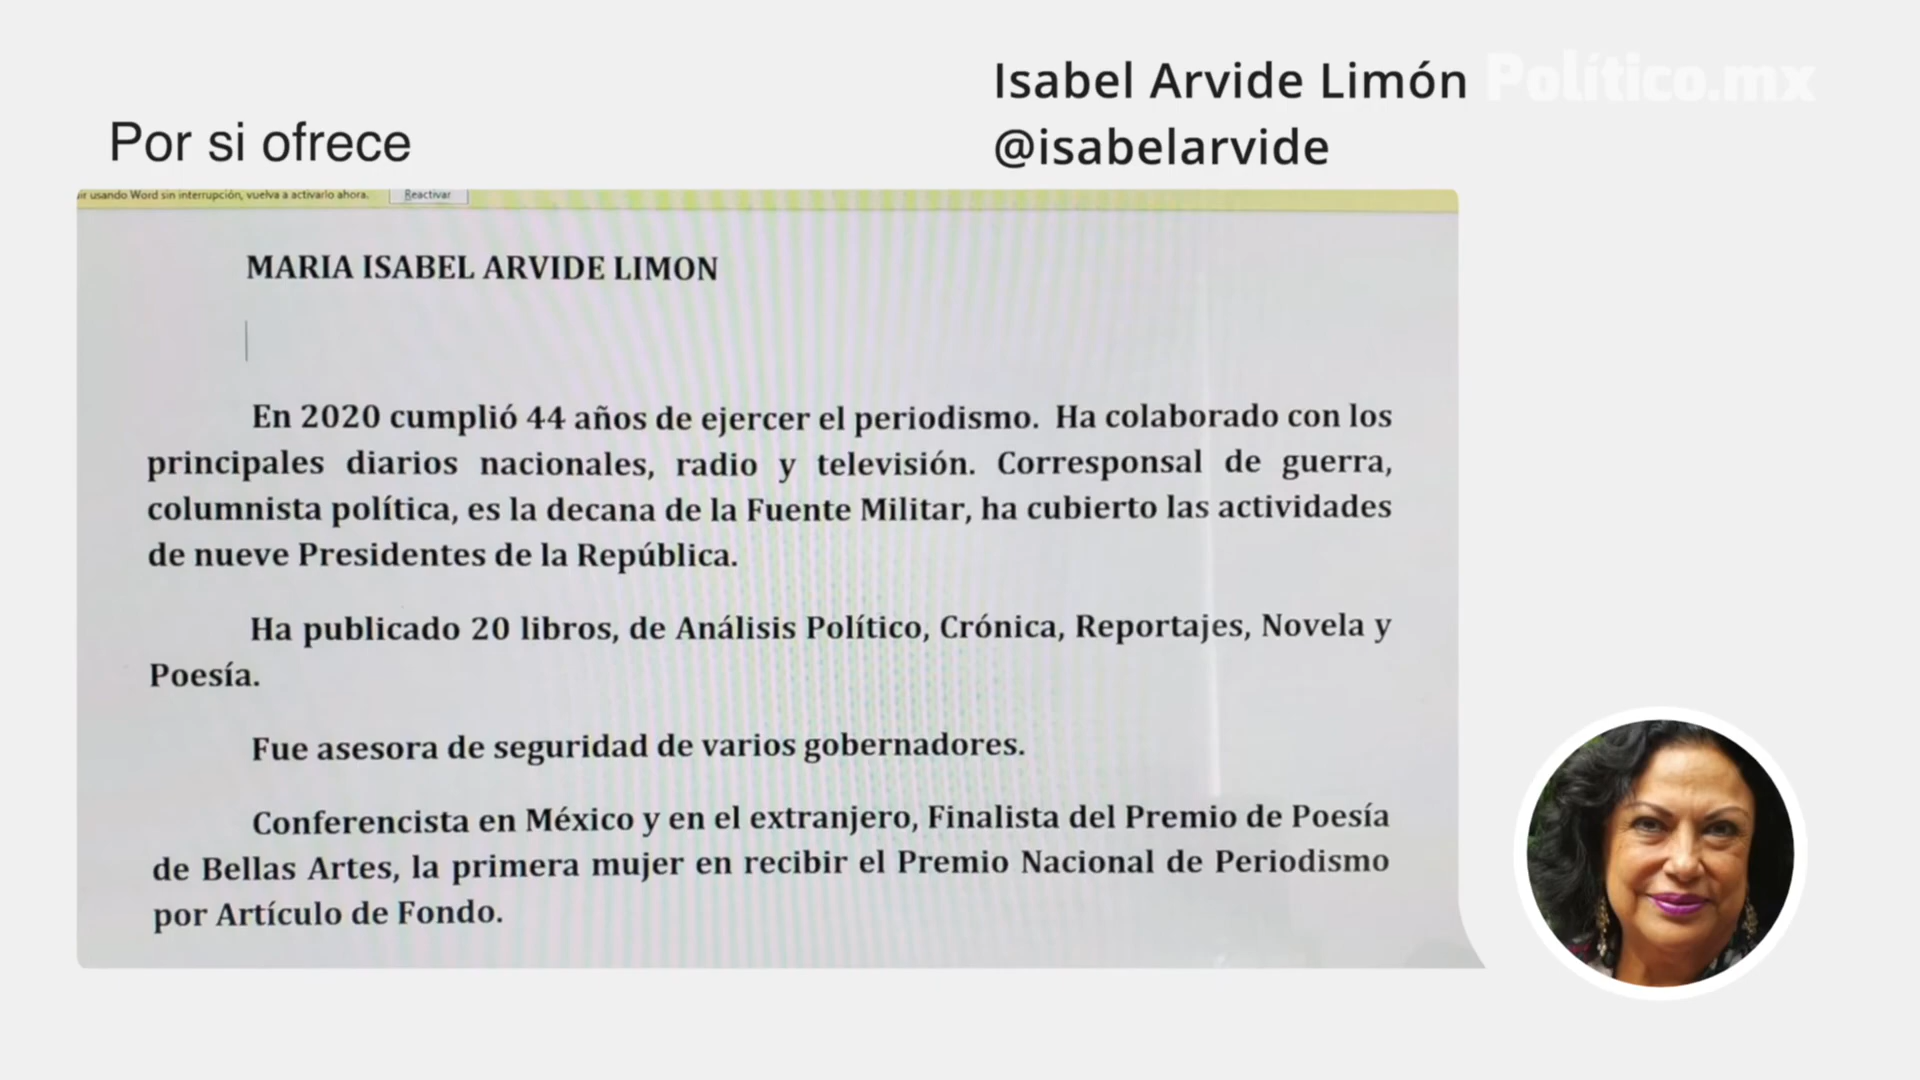 Isabel Arvide Limón
Político.mx
@isabelarvide
Por si ofrece
usando Word sin interrupción, vuelva a activarlo ahora. Reactivar
MARIA ISABEL ARVIDE LIMON
En 2020 cumplió 44 años de ejercer el periodismo. Ha colaborado con los
principales diarios nacionales, radio y televisión. Corresponsal de guerra,
columnista política, es la decana de la Fuente Militar, ha cubierto las actividades
de nueve Presidentes de la República.
Ha publicado 20 libros, de Análisis Político, Crónica, Reportajes, Novela y
Poesía.
Fue asesora de seguridad de varios gobernadores.
Conferencista en México y en el extranjero, Finalista del Premio de Poesía
de Bellas Artes, la primera mujer en recibir el Premio Nacional de Periodismo
por Artículo de Fondo.